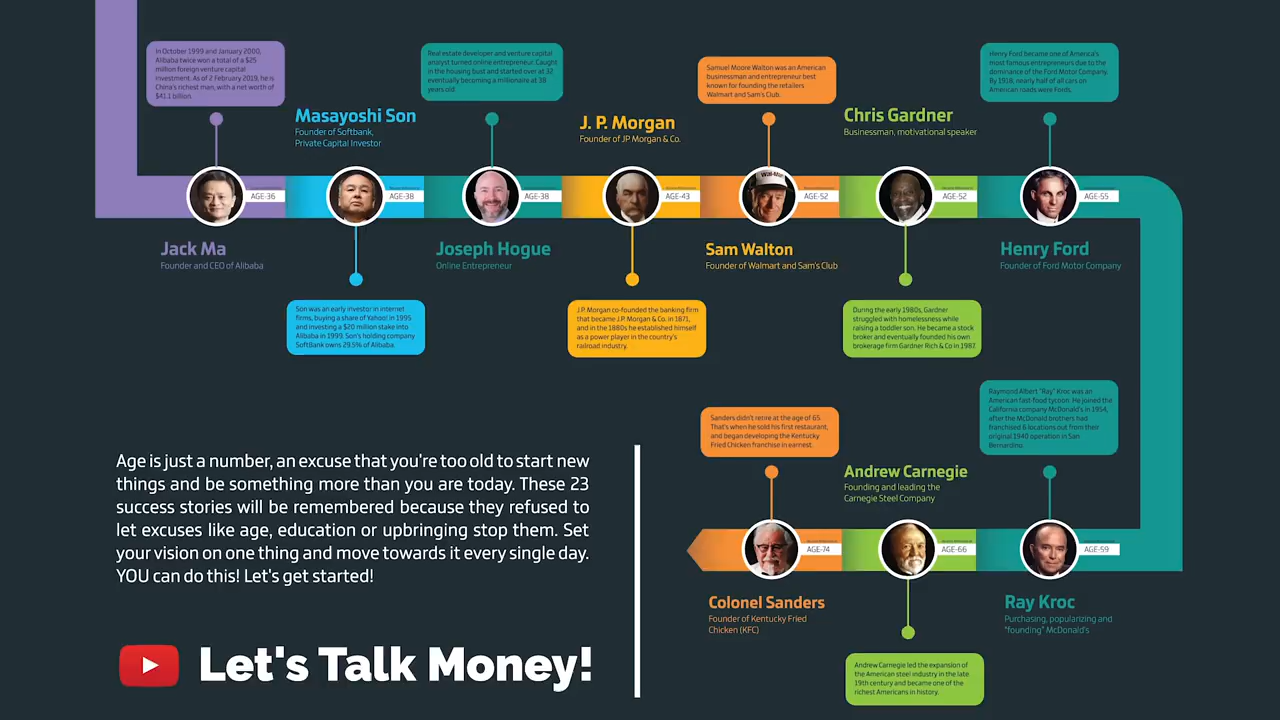 In October 1999 and January 2000,
Alibaba twice won a total of a $25
million foreign venture capital
investment. As of 2 February 2019, he is
China's richest man, with a net worth of
$41.1 billion.
AGE-36
Jack Ma
Founder and CEO of Alibaba
Masayoshi Son
Founder of Softbank,
Private Capital Investor
AGE-38
Son was an early investor in internet
firms, buying a share of Yahoo! in 1995
and investing a $20 million stake into
Alibaba in 1999. Son's holding company
SoftBank owns 29.5% of Alibaba.
Real estate developer and venture capital
analyst turned online entrepreneur. Caught
in the housing bust and started over at 32
eventually becoming a millionaire at 38
years old.
AGE-38
Joseph Hogue
Online Entrepreneur
J. P. Morgan
Founder of JP Morgan & Co.
AGE-43
J.P. Morgan co-founded the banking firm
that became J.P. Morgan & Co. in 1871,
and in the 1880s he established himself
as a power player in the country's
railroad industry.
Samuel Moore Walton was an American
businessman and entrepreneur best
known for founding the retailers
Walmart and Sam's Club.
AGE-52
Sam Walton
Founder of Walmart and Sam's Club
Chris Gardner
Businessman, motivational speaker
AGE-52
During the early 1980s, Gardner
struggled with homelessness while
raising a toddler son. He became a stock
broker and eventually founded his own
brokerage firm Gardner Rich & Co in 1987.
Henry Ford became one of America's
most famous entrepreneurs due to the
dominance of the Ford Motor Company.
By 1918, nearly half of all cars on
American roads were Fords.
AGE-55
Henry Ford
Founder of Ford Motor Company
Raymond Albert "Ray" Kroc was an
American fast-food tycoon. He joined the
California company McDonald's in 1954,
after the McDonald brothers had
franchised 6 locations out from their
original 1940 operation in San
Bernardino.
AGE-59
Ray Kroc
Purchasing, popularizing and
"founding" McDonald's
Andrew Carnegie
Founding and leading the
Carnegie Steel Company
AGE-66
Andrew Carnegie led the expansion of
the American steel industry in the late
19th century and became one of the
richest Americans in history.
Sanders didn't retire at the age of 65.
That's when he sold his first restaurant,
and began developing the Kentucky
Fried Chicken franchise in earnest.
AGE-74
Colonel Sanders
Founder of Kentucky Fried
Chicken (KFC)
Age is just a number, an excuse that you're too old to start new
things and be something more than you are today. These 23
success stories will be remembered because they refused to
let excuses like age, education or upbringing stop them. Set
your vision on one thing and move towards it every single day.
YOU can do this! Let's get started!
Let's Talk Money!